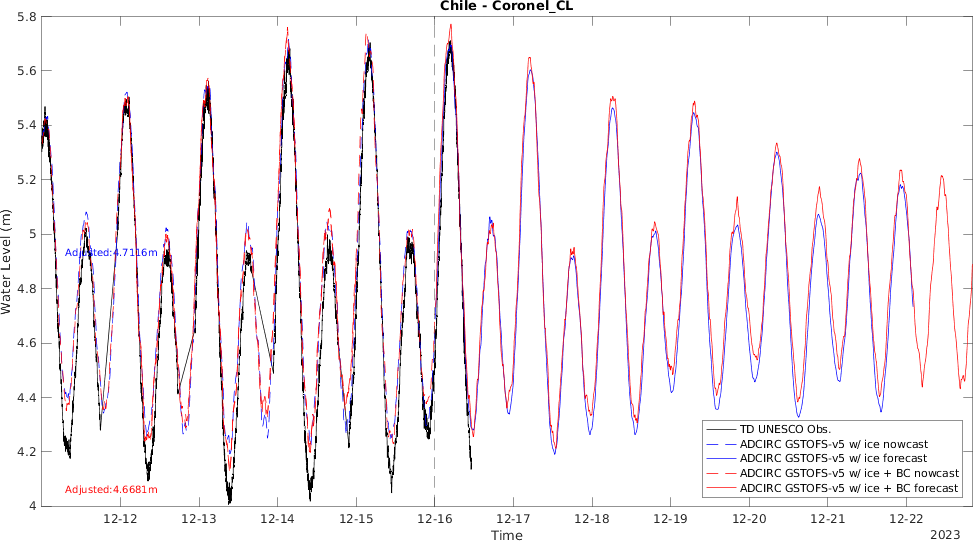 Chile - Coronel_CL
5.8
5.6
5.4
5.2
5
4.8
4.6
4.4
4.2
4
Water Level (m)
Adjusted:4.7116m
Adjusted:4.6681m
TD UNESCO Obs.
ADCIRC GSTOFS-v5 w/ ice nowcast
ADCIRC GSTOFS-v5 w/ ice forecast
ADCIRC GSTOFS-v5 w/ ice + BC nowcast
ADCIRC GSTOFS-v5 w/ ice + BC forecast
12-12 12-13 12-14 12-15 12-16 12-17 12-18 12-19 12-20 12-21 12-22
Time
2023